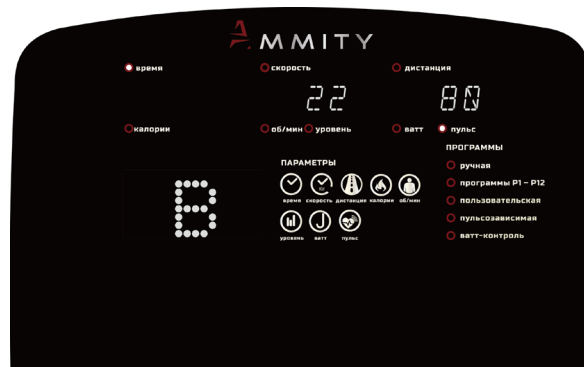 AMMITY
время скорость дистанция
22 80
калории об/мин уровень ватт пульс
ПРОГРАММЫ
ПАРАМЕТРЫ
ручная
программы P1 – P12
время скорость дистанция калории об/мин
пользовательская
пульсозависимая
уровень ватт пульс
ватт-контроль
B